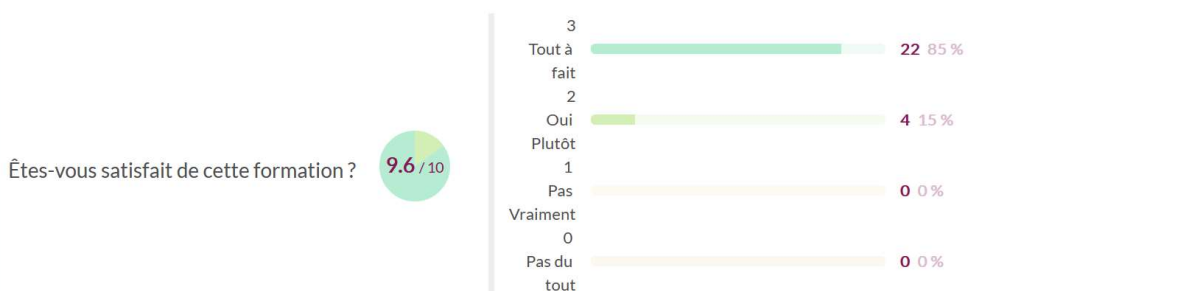 Êtes-vous satisfait de cette formation ?
9.6 / 10
3
Tout à
fait
22 85 %
2
Oui
Plutôt
4 15 %
1
Pas
Vraiment
0 0 %
0
Pas du
tout
0 0 %